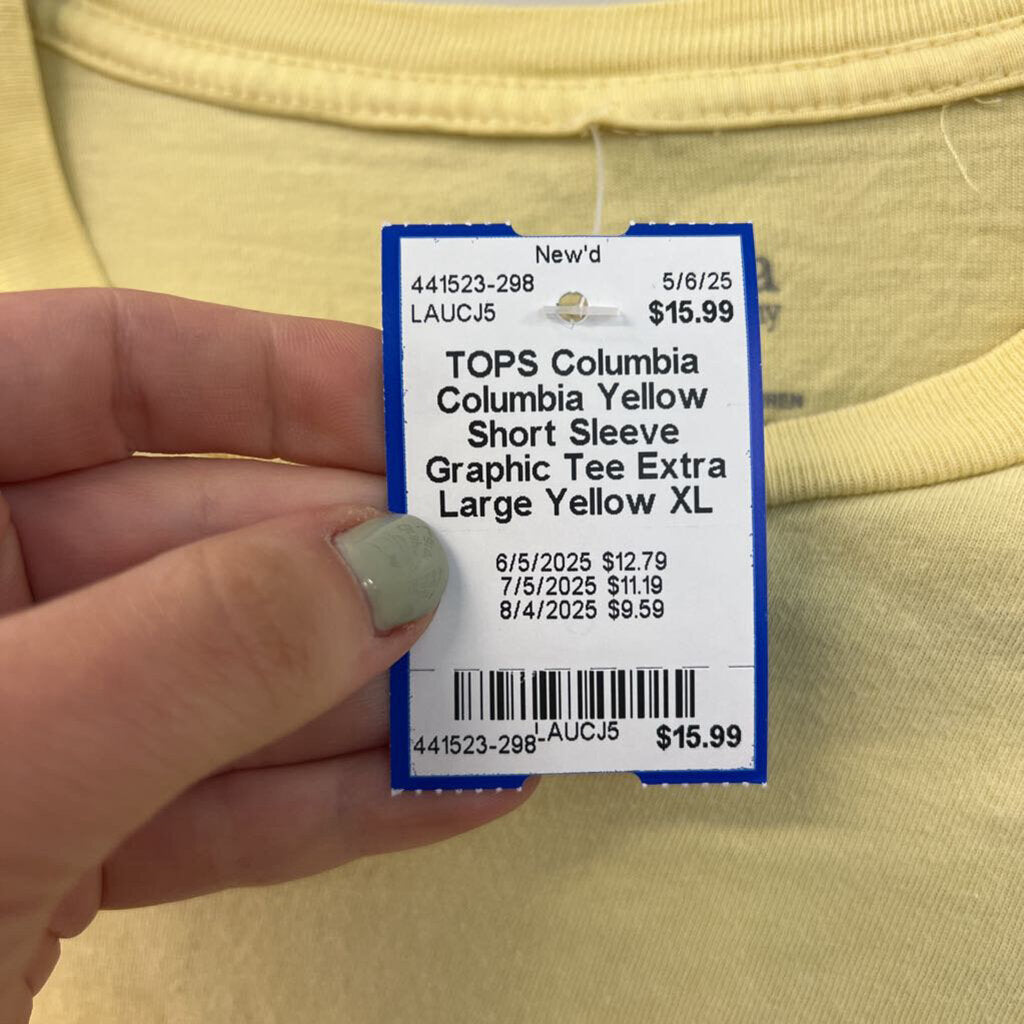 New'd
441523-298 5/6/25
LAUCJ5 $15.99
TOPS Columbia
Columbia Yellow
Short Sleeve
Graphic Tee Extra
Large Yellow XL
6/5/2025 $12.79
7/5/2025 $11.19
8/4/2025 $9.59
441523-298 LAUCJ5 $15.99